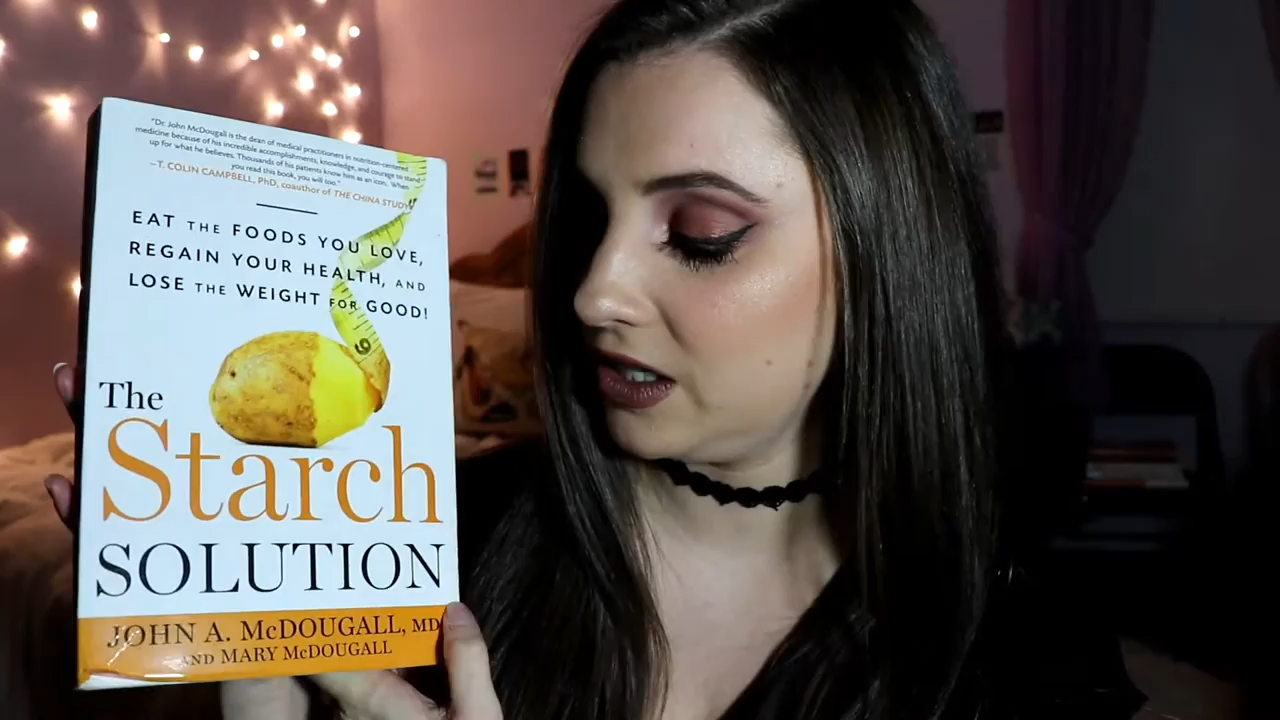 "Dr. John McDougall is the dean of medical practitioners in nutrition-centered
medicine because of his incredible accomplishments, knowledge, and courage to stand
up for what he believes. Thousands of his patients know him as an icon. When
you read this book, you will too."
—T. COLIN CAMPBELL, PhD, coauthor of THE CHINA STUDY
EAT THE FOODS YOU LOVE,
REGAIN YOUR HEALTH, AND
LOSE THE WEIGHT FOR GOOD!
9
The
Starch
SOLUTION
JOHN A. McDOUGALL, MD
AND MARY McDOUGALL